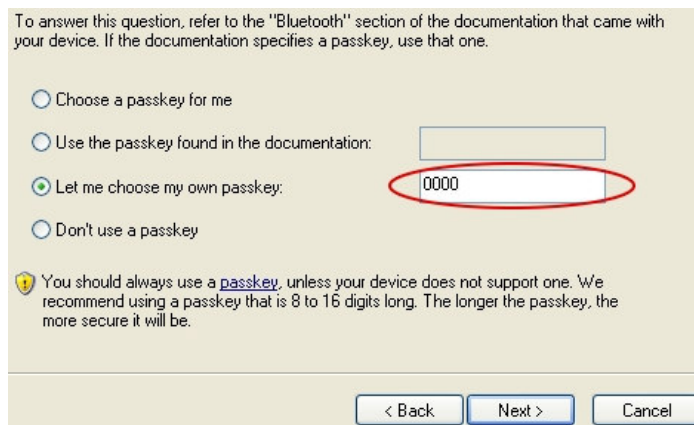 To answer this question, refer to the "Bluetooth" section of the documentation that came with
your device. If the documentation specifies a passkey, use that one.
Choose a passkey for me
Use the passkey found in the documentation:
Let me choose my own passkey:
0000
Don't use a passkey
You should always use a passkey, unless your device does not support one. We
recommend using a passkey that is 8 to 16 digits long. The longer the passkey, the
more secure it will be.
< Back
Next >
Cancel